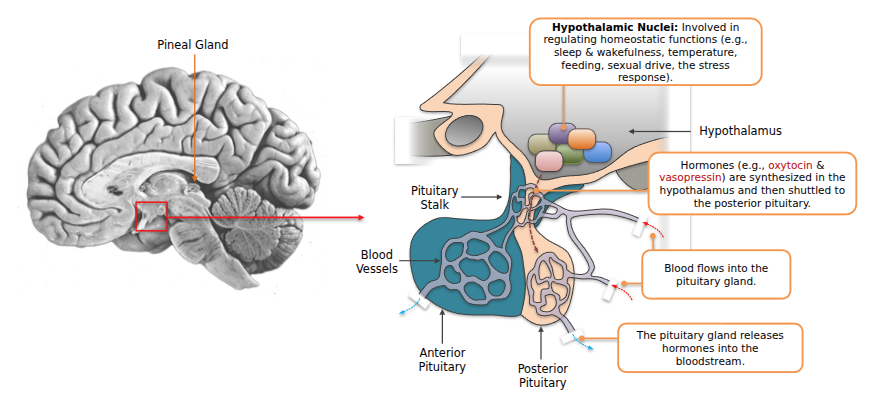 Pineal Gland
Hypothalamic Nuclei: Involved in
regulating homeostatic functions (e.g.,
sleep & wakefulness, temperature,
feeding, sexual drive, the stress
response).
Hypothalamus
Hormones (e.g., oxytocin &
vasopressin) are synthesized in the
hypothalamus and then shuttled to
the posterior pituitary.
Pituitary
Stalk
Blood
Vessels
Blood flows into the
pituitary gland.
The pituitary gland releases
hormones into the
bloodstream.
Anterior
Pituitary
Posterior
Pituitary